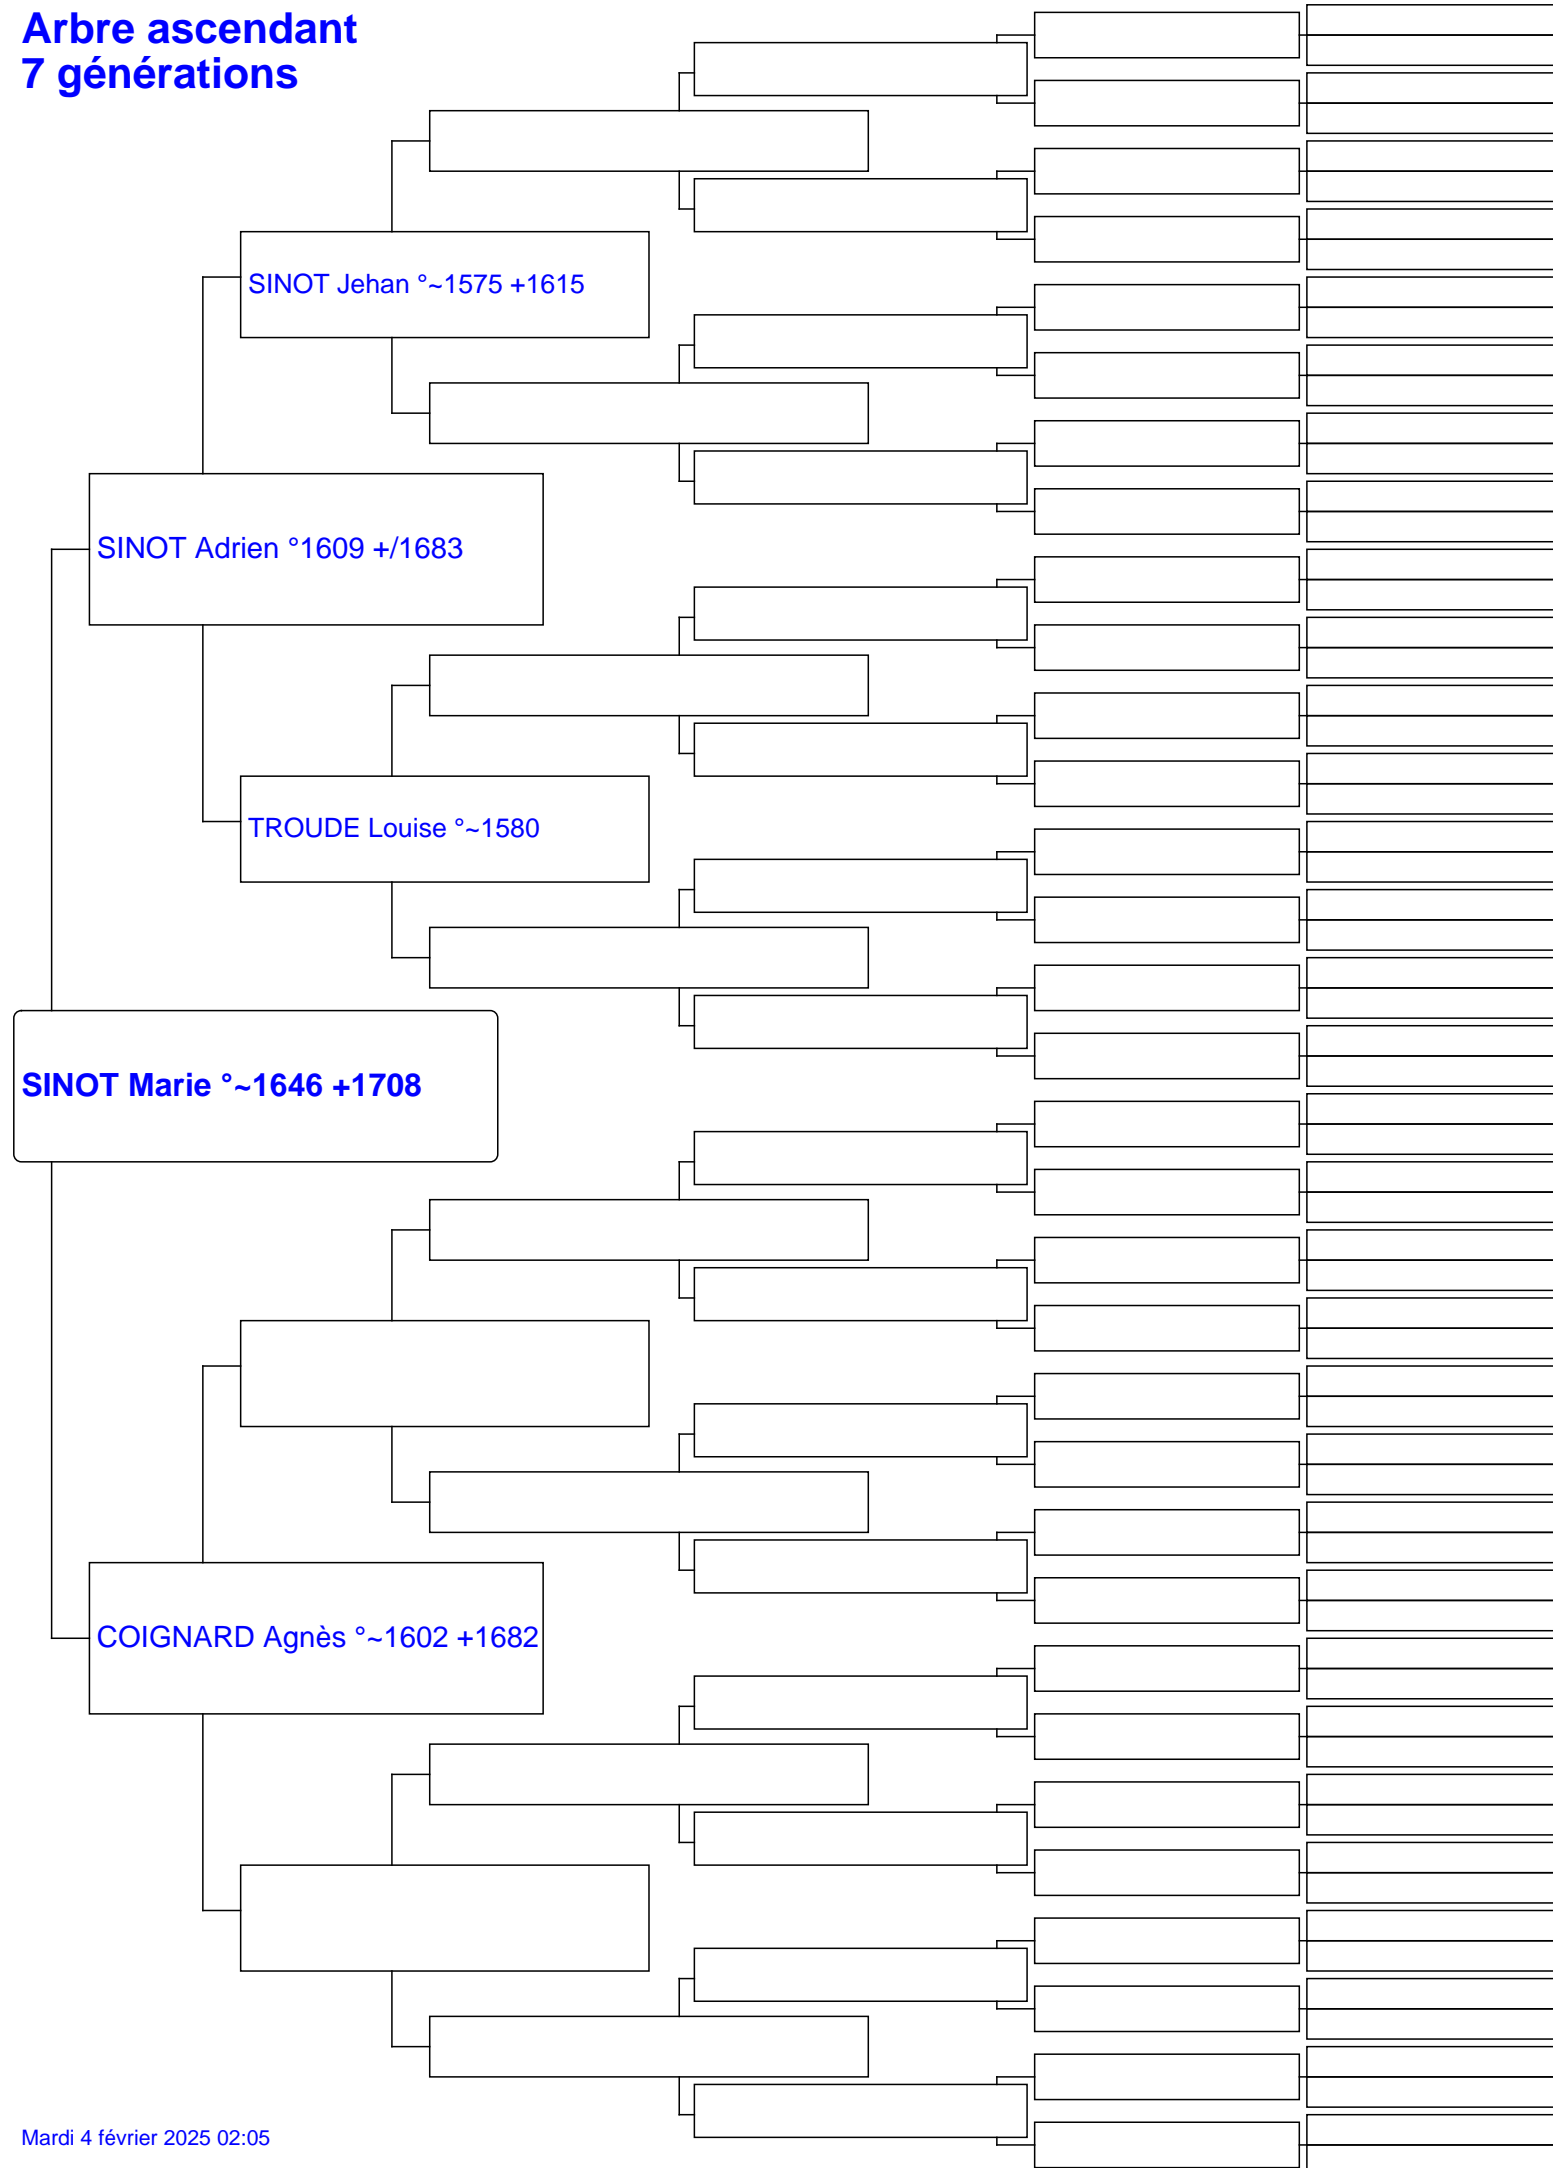 Arbre ascendant
7 générations
SINOT Jehan °~1575 +1615
SINOT Adrien °1609 +/1683
TROUDE Louise °~1580
SINOT Marie °~1646 +1708
COIGNARD Agnès °~1602 +1682
Mardi 4 février 2025 02:05